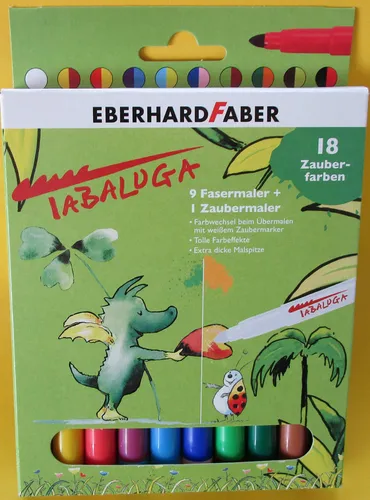 EBERHARDFABER
18
Zauber-
farben
TABALUGA
9 Fasermaler +
1 Zaubermaler
• Farbwechsel beim Übermalen
mit weißem Zaubermarker
• Tolle Farbeffekte
• Extra dicke Malspitze
TABALUGA